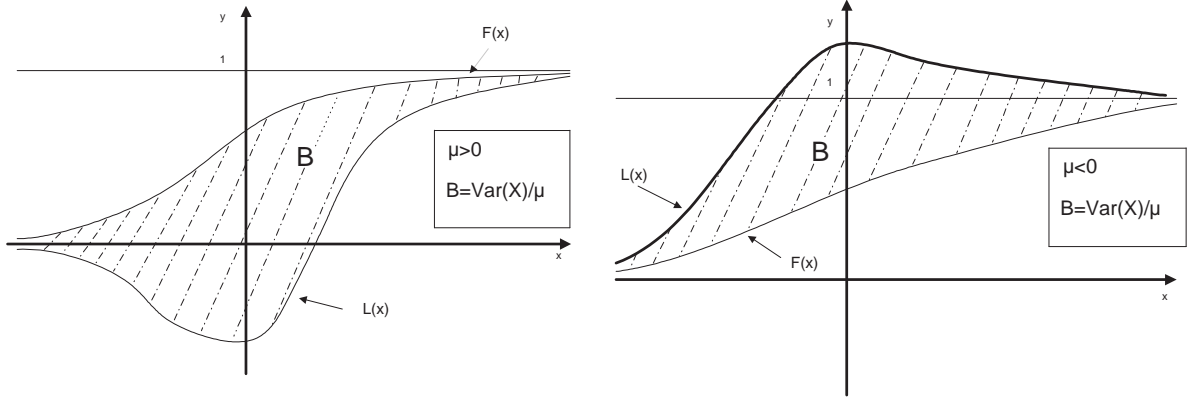 y
F(x)
1
B
μ>0
B=Var(X)/μ
x
L(x)
y
1
B
L(x)
μ<0
B=Var(X)/μ
F(x)
x